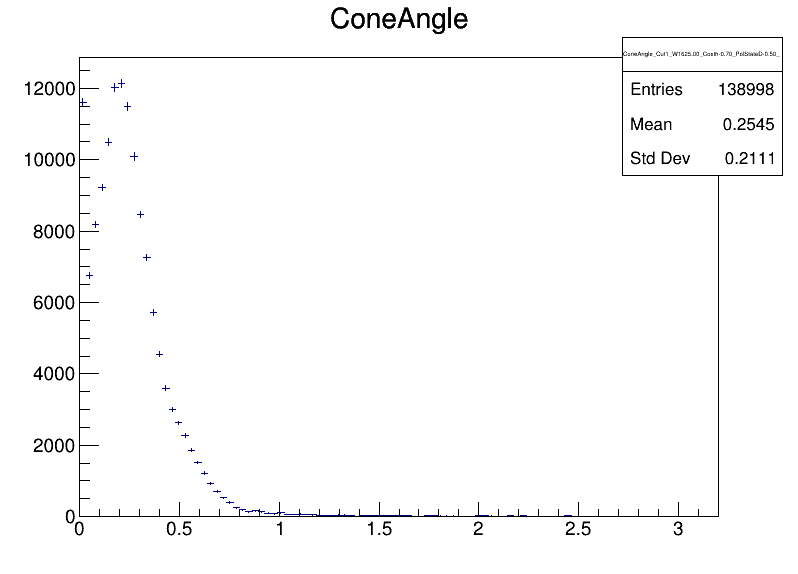 ConeAngle
ConeAngle_Cut1_W1625.00_Costh-0.70_PolStateD-0.50_
Entries 138998
Mean 0.2545
Std Dev 0.2111
12000
10000
8000
6000
4000
2000
0
0 0.5 1 1.5 2 2.5 3